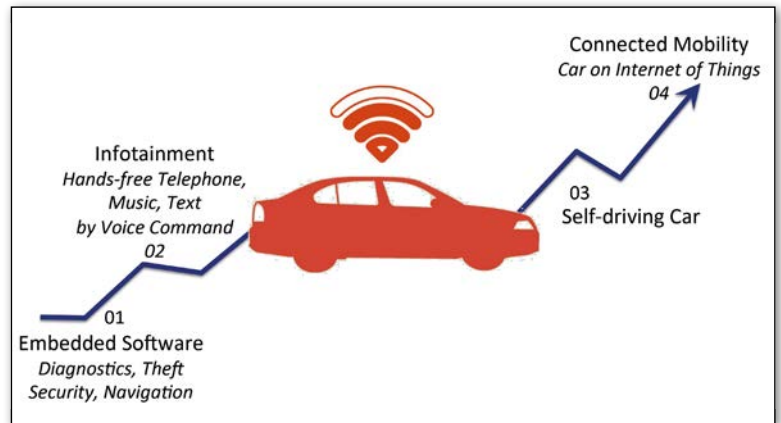 Connected Mobility
Car on Internet of Things
04
Infotainment
Hands-free Telephone,
Music, Text
by Voice Command
02
03
Self-driving Car
01
Embedded Software
Diagnostics, Theft
Security, Navigation